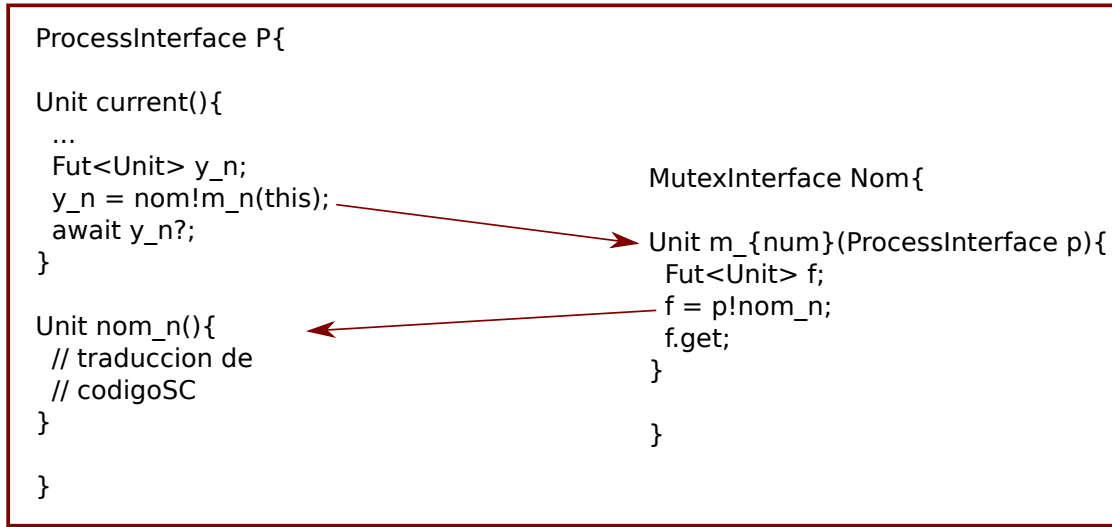 ProcessInterface P{
Unit current(){
...
Fut<Unit> y_n;
y_n = nom!m_n(this);
await y_n?;
}
Unit nom_n(){
// traduccion de
// codigoSC
}
}
MutexInterface Nom{
Unit m_{num}(ProcessInterface p){
Fut<Unit> f;
f = p!nom_n;
f.get;
}
}